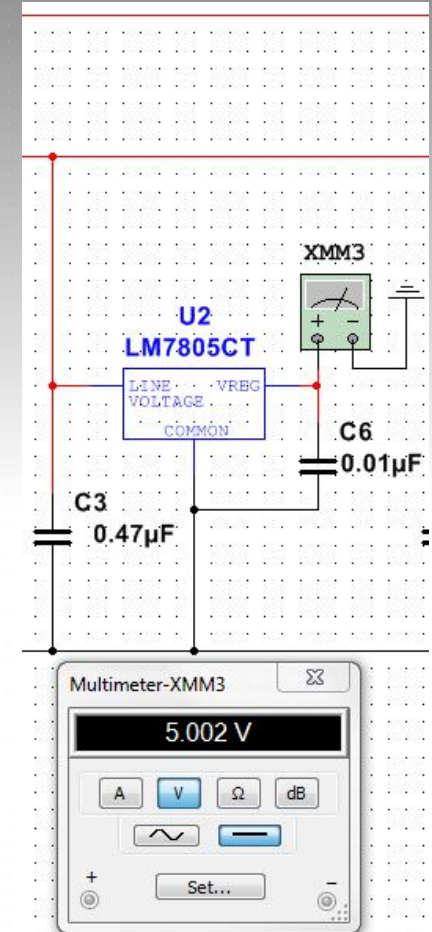 XMM3
+ -
U2
LM7805CT
LINE VREG
VOLTAGE
COMMON
C6
0.01µF
C3
0.47µF
Multimeter-XMM3
5.002 V
A V Ω dB
+ Set... -